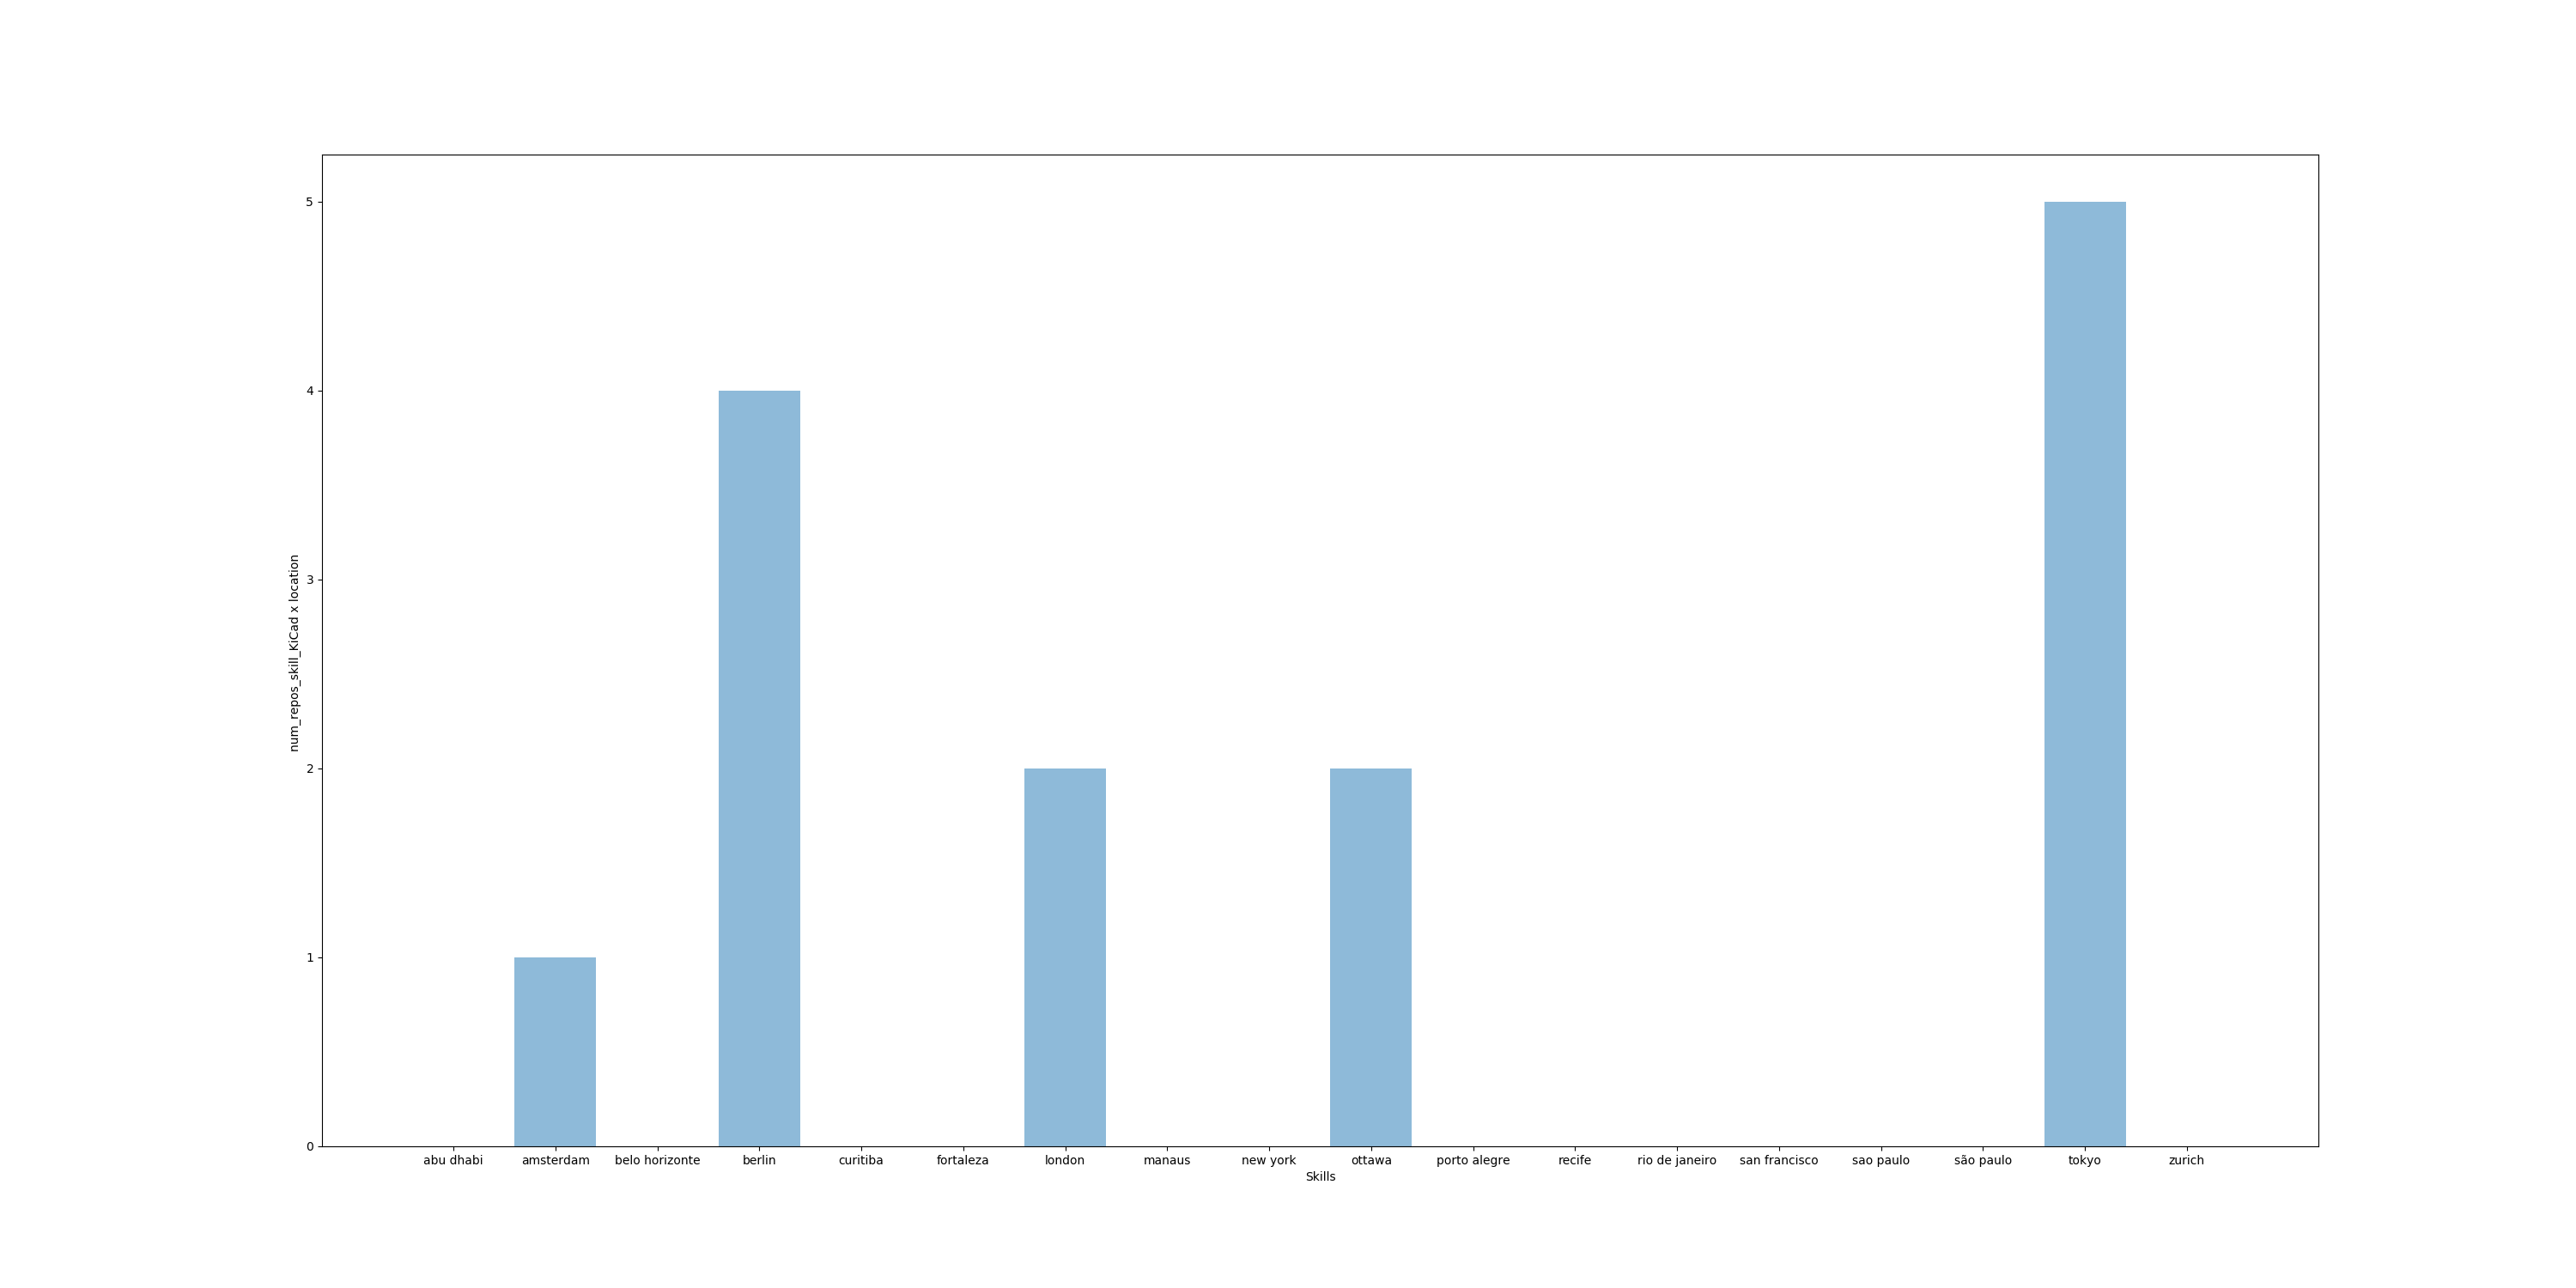 5
4
3
2
1
0
num_repos_skill_KiCad x location
abu dhabi amsterdam belo horizonte berlin curitiba fortaleza london manaus new york ottawa porto alegre recife rio de janeiro san francisco sao paulo são paulo tokyo zurich
Skills